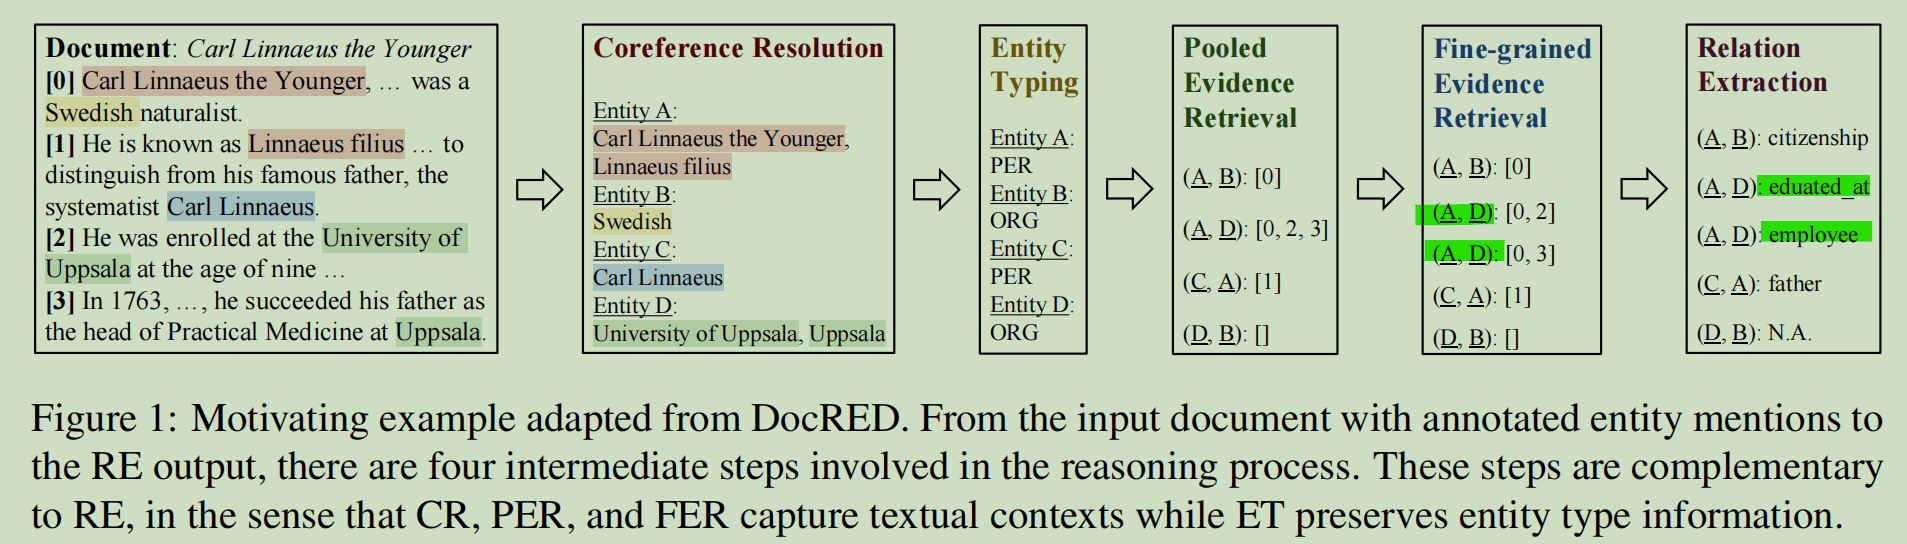 Document: Carl Linnaeus the Younger
[0] Carl Linnaeus the Younger, … was a
Swedish naturalist.
[1] He is known as Linnaeus filius … to
distinguish from his famous father, the
systematist Carl Linnaeus.
[2] He was enrolled at the University of
Uppsala at the age of nine …
[3] In 1763, …, he succeeded his father as
the head of Practical Medicine at Uppsala.
Coreference Resolution
Entity A:
Carl Linnaeus the Younger,
Linnaeus filius
Entity B:
Swedish
Entity C:
Carl Linnaeus
Entity D:
University of Uppsala, Uppsala
Entity
Typing
Entity A:
PER
Entity B:
ORG
Entity C:
PER
Entity D:
ORG
Pooled
Evidence
Retrieval
(A, B): [0]
(A, D): [0, 2, 3]
(C, A): [1]
(D, B): []
Fine-grained
Evidence
Retrieval
(A, B): [0]
(A, D): [0, 2]
(A, D): [0, 3]
(C, A): [1]
(D, B): []
Relation
Extraction
(A, B): citizenship
(A, D): eduated_at
(A, D): employee
(C, A): father
(D, B): N.A.
Figure 1: Motivating example adapted from DocRED. From the input document with annotated entity mentions to
the RE output, there are four intermediate steps involved in the reasoning process. These steps are complementary
to RE, in the sense that CR, PER, and FER capture textual contexts while ET preserves entity type information.